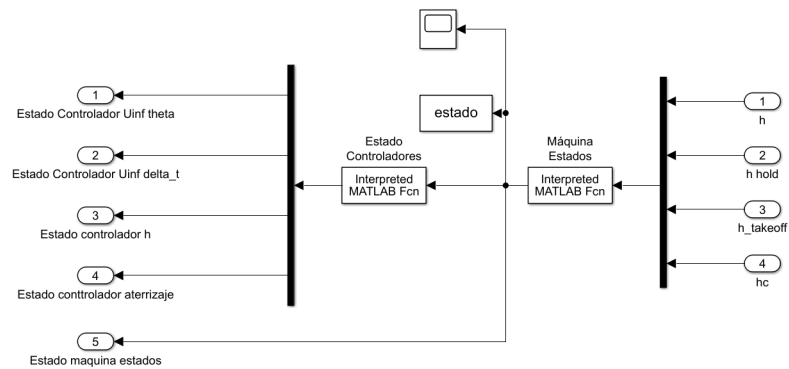 1
Estado Controlador Uinf theta
2
Estado Controlador Uinf delta_t
3
Estado controlador h
4
Estado conttrolador aterrizaje
5
Estado maquina estados
estado
Estado
Controladores
Interpreted
MATLAB Fcn
Máquina
Estados
Interpreted
MATLAB Fcn
1
h
2
h hold
3
h_takeoff
4
hc